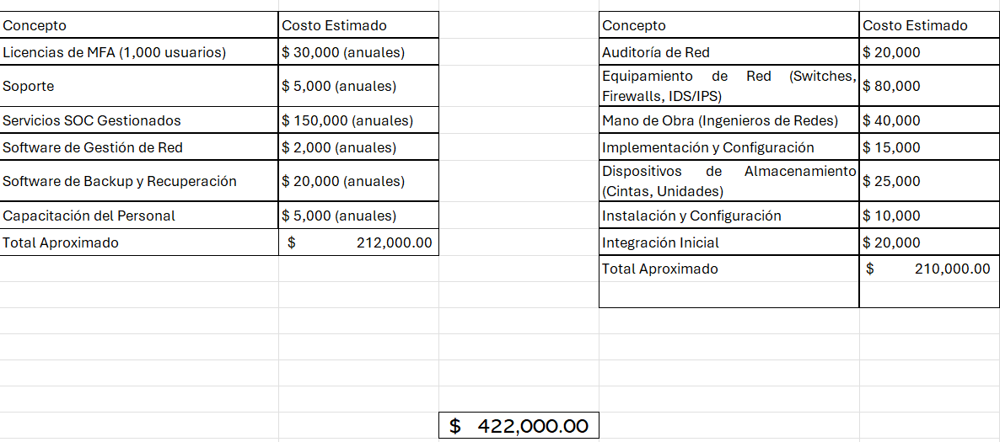 Concepto Costo Estimado
Licencias de MFA (1,000 usuarios) $ 30,000 (anuales)
Soporte $ 5,000 (anuales)
Servicios SOC Gestionados $ 150,000 (anuales)
Software de Gestión de Red $ 2,000 (anuales)
Software de Backup y Recuperación $ 20,000 (anuales)
Capacitación del Personal $ 5,000 (anuales)
Total Aproximado $ 212,000.00
Concepto Costo Estimado
Auditoría de Red $ 20,000
Equipamiento de Red (Switches,
Firewalls, IDS/IPS) $ 80,000
Mano de Obra (Ingenieros de Redes) $ 40,000
Implementación y Configuración $ 15,000
Dispositivos de Almacenamiento
(Cintas, Unidades) $ 25,000
Instalación y Configuración $ 10,000
Integración Inicial $ 20,000
Total Aproximado $ 210,000.00
$ 422,000.00